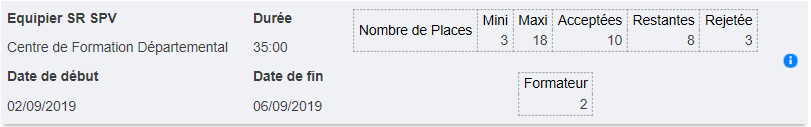 Equipier SR SPV Durée
Nombre de Places Mini Maxi Acceptées Restantes Rejetée
3 18 10 8 3
Centre de Formation Départemental 35:00
Date de début Date de fin
02/09/2019 06/09/2019
Formateur
2